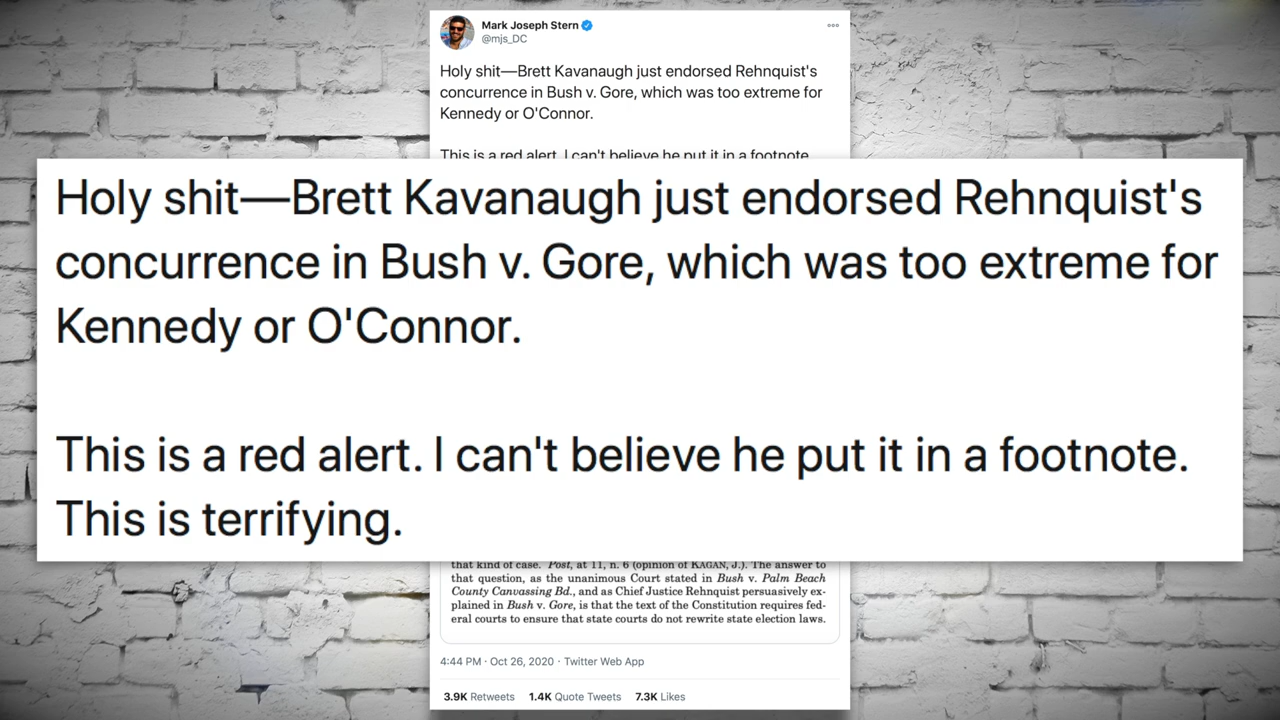 Mark Joseph Stern
@mjs_DC
Holy shit—Brett Kavanaugh just endorsed Rehnquist's
concurrence in Bush v. Gore, which was too extreme for
Kennedy or O'Connor.
This is a red alert. I can't believe he put it in a footnote.
Holy shit—Brett Kavanaugh just endorsed Rehnquist's
concurrence in Bush v. Gore, which was too extreme for
Kennedy or O'Connor.
This is a red alert. I can't believe he put it in a footnote.
This is terrifying.
that kind of case. Post, at 11, n. 6 (opinion of KAGAN, J.). The answer to
that question, as the unanimous Court stated in Bush v. Palm Beach
County Canvassing Bd., and as Chief Justice Rehnquist persuasively ex-
plained in Bush v. Gore, is that the text of the Constitution requires fed-
eral courts to ensure that state courts do not rewrite state election laws.
4:44 PM · Oct 26, 2020 · Twitter Web App
3.9K Retweets 1.4K Quote Tweets 7.3K Likes